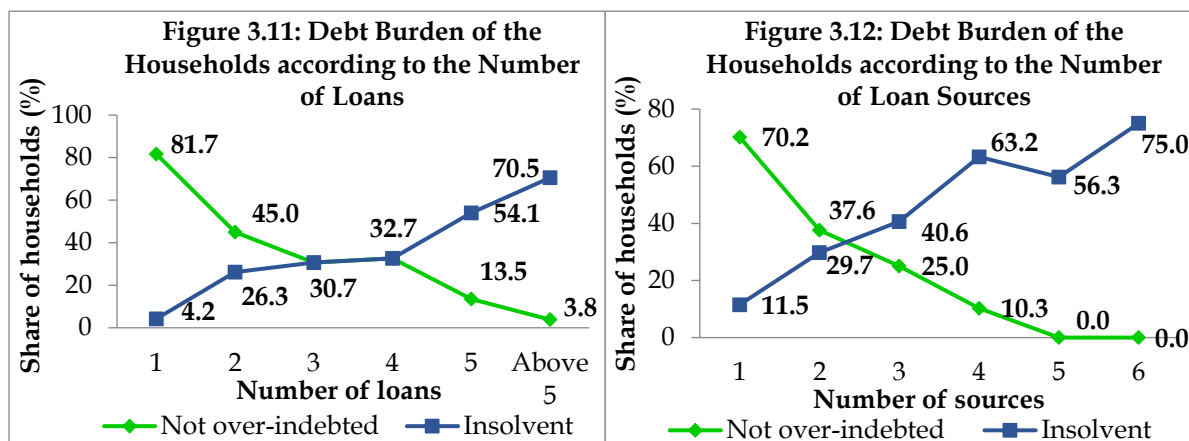 Figure 3.11: Debt Burden of the
Households according to the Number
of Loans
Share of households (%)
100
80
60
40
20
0
81.7
45.0
30.7
32.7
13.5
3.8
4.2
26.3
54.1
70.5
1 2 3 4 5 Above
5
Number of loans
Not over-indebted Insolvent
Figure 3.12: Debt Burden of the
Households according to the Number
of Loan Sources
Share of households (%)
80
60
40
20
0
70.2
37.6
25.0
10.3
0.0
0.0
11.5
29.7
40.6
63.2
56.3
75.0
1 2 3 4 5 6
Number of sources
Not over-indebted Insolvent